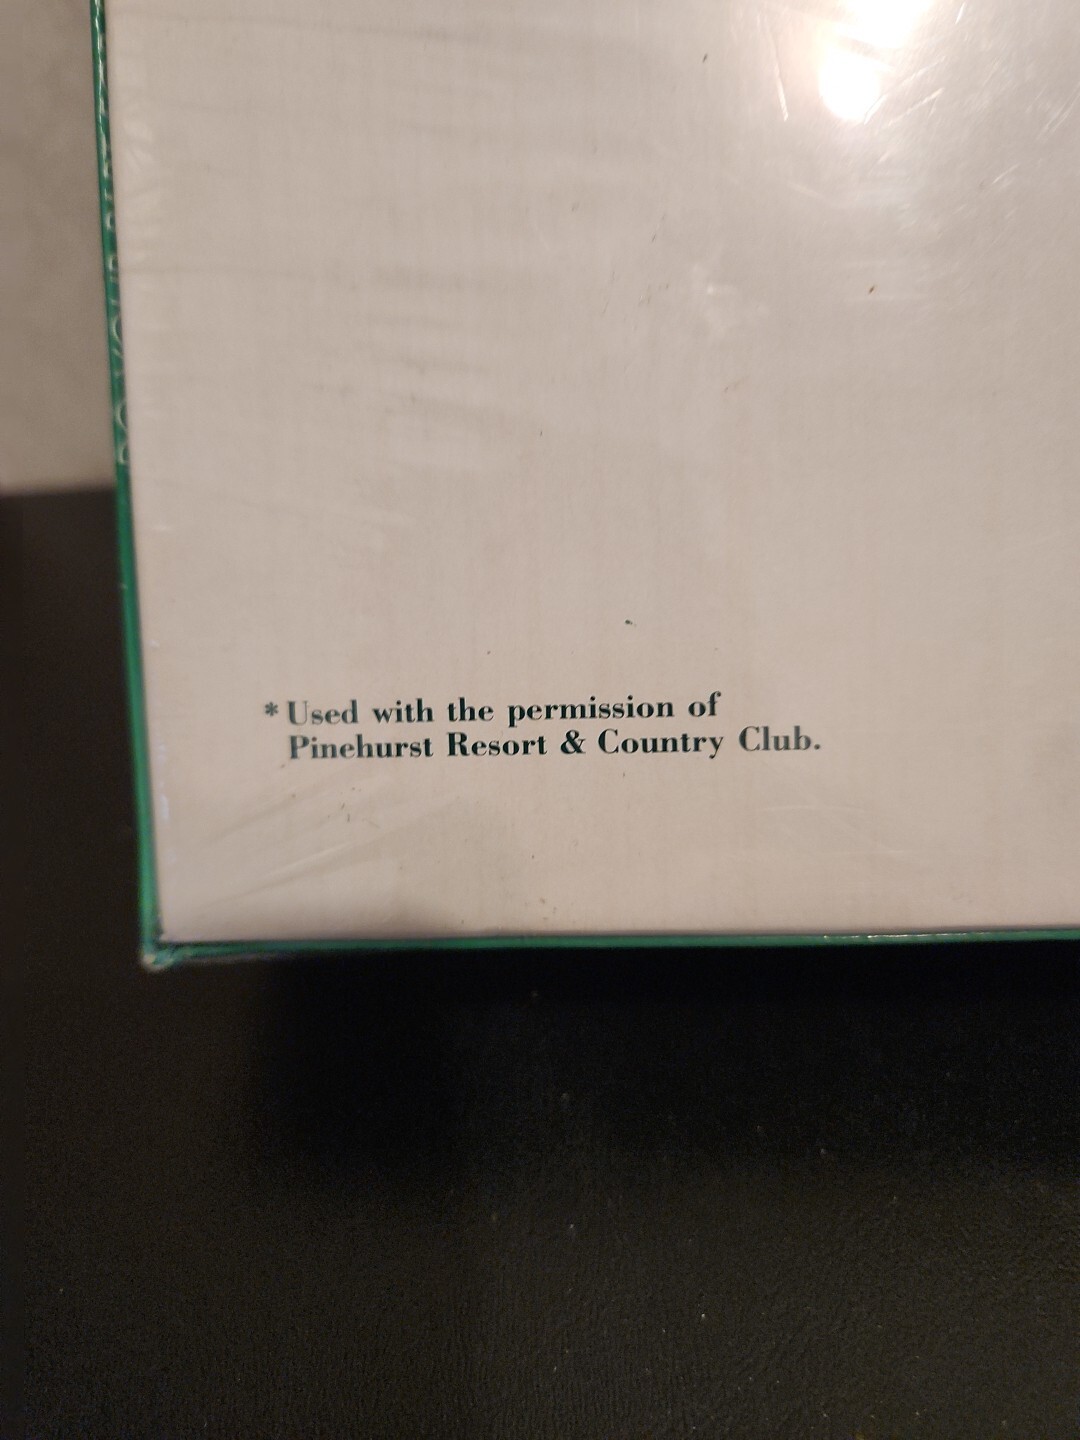 * Used with the permission of
Pinehurst Resort & Country Club.